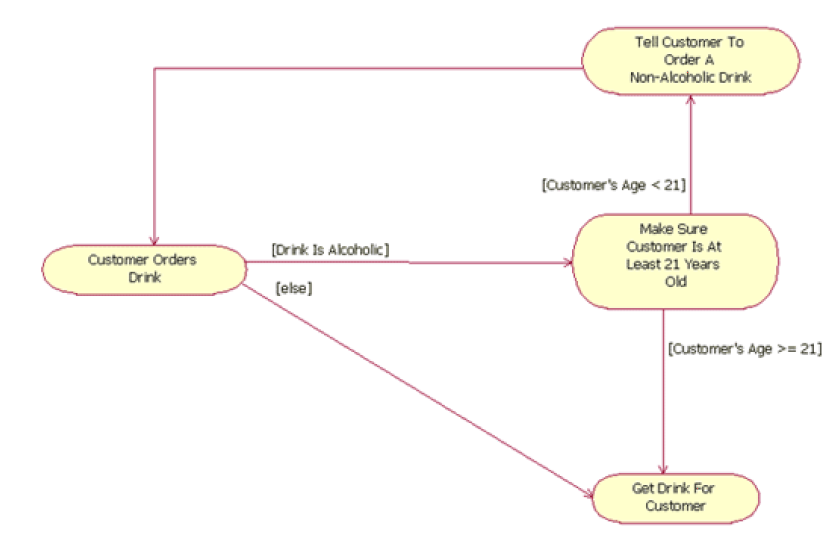 Tell Customer To
Order A
Non-Alcoholic Drink
[Customer's Age < 21]
Make Sure
Customer Is At
Least 21 Years
Old
[Drink Is Alcoholic]
Customer Orders
Drink
[else]
[Customer's Age >= 21]
Get Drink For
Customer